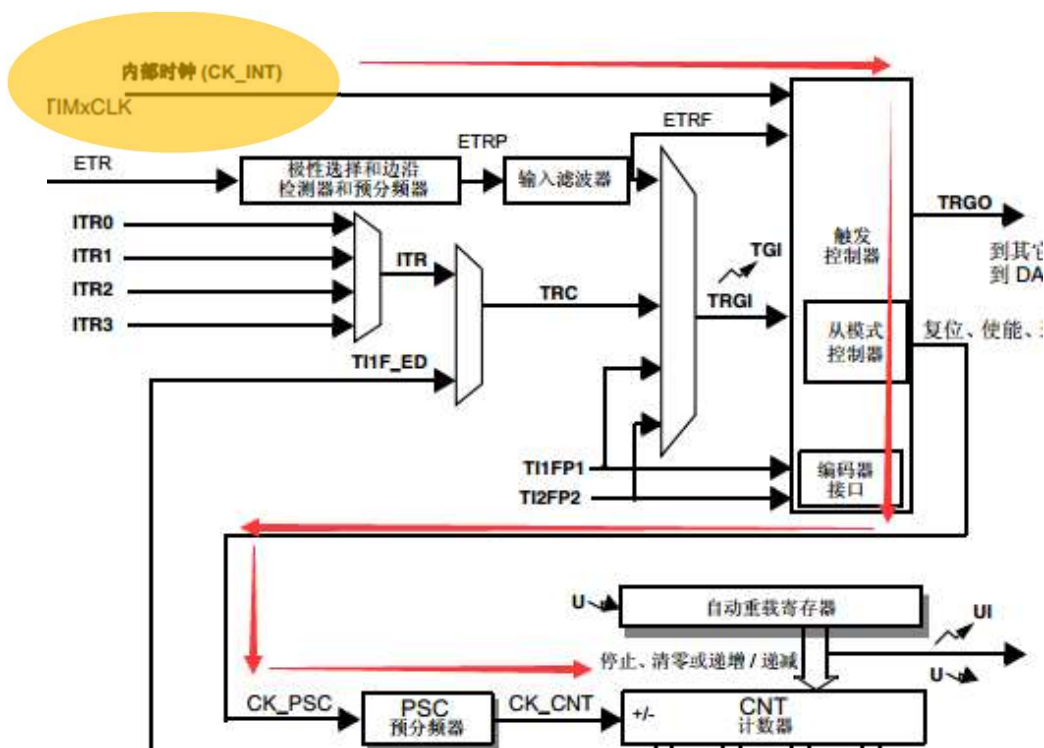 内部时钟 (CK_INT)
TIMxCLK
ETRF
ETRP
ETR
极性选择和边沿
检测器和预分频器
输入滤波器
TRGO
ITR0
触发
控制器
到其它
到 DA
ITR1
ITR
TGI
ITR2
TRC
TRGI
ITR3
从模式
控制器
复位、使能、
TI1F_ED
TI1FP1
编码器
接口
TI2FP2
U
自动重载寄存器
UI
停止、清零或递增 / 递减
U
CK_PSC
PSC
预分频器
CK_CNT
+/-
CNT
计数器